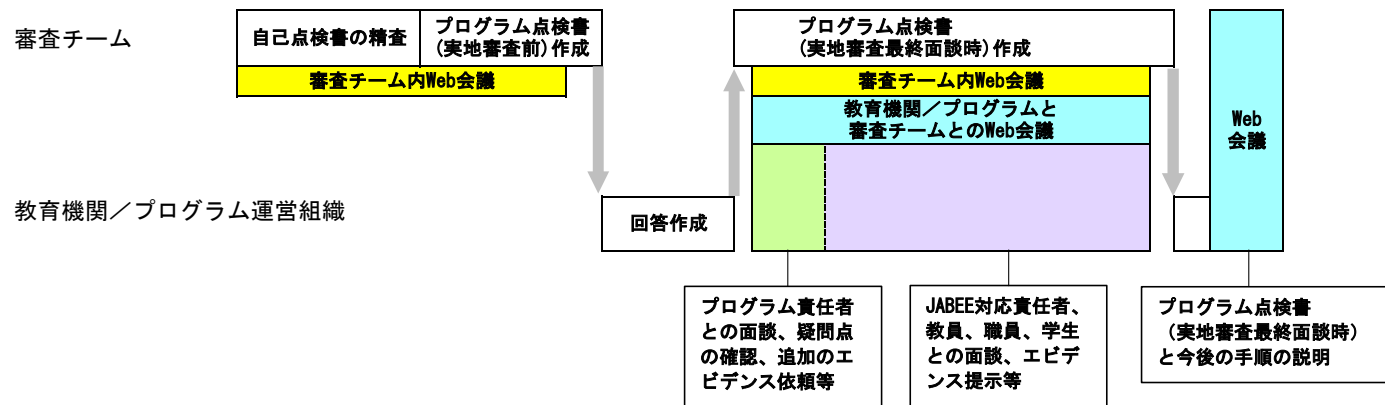 審査チーム
自己点検書の精査
プログラム点検書
(実地審査前)作成
審査チーム内Web会議
プログラム点検書
(実地審査最終面談時)作成
審査チーム内Web会議
教育機関／プログラムと
審査チームとのWeb会議
Web
会議
教育機関／プログラム運営組織
回答作成
プログラム責任者
との面談、疑問点
の確認、追加のエ
ビデンス依頼等
JABEE対応責任者、
教員、職員、学生
との面談、エビデ
ンス提示等
プログラム点検書
（実地審査最終面談時）
と今後の手順の説明